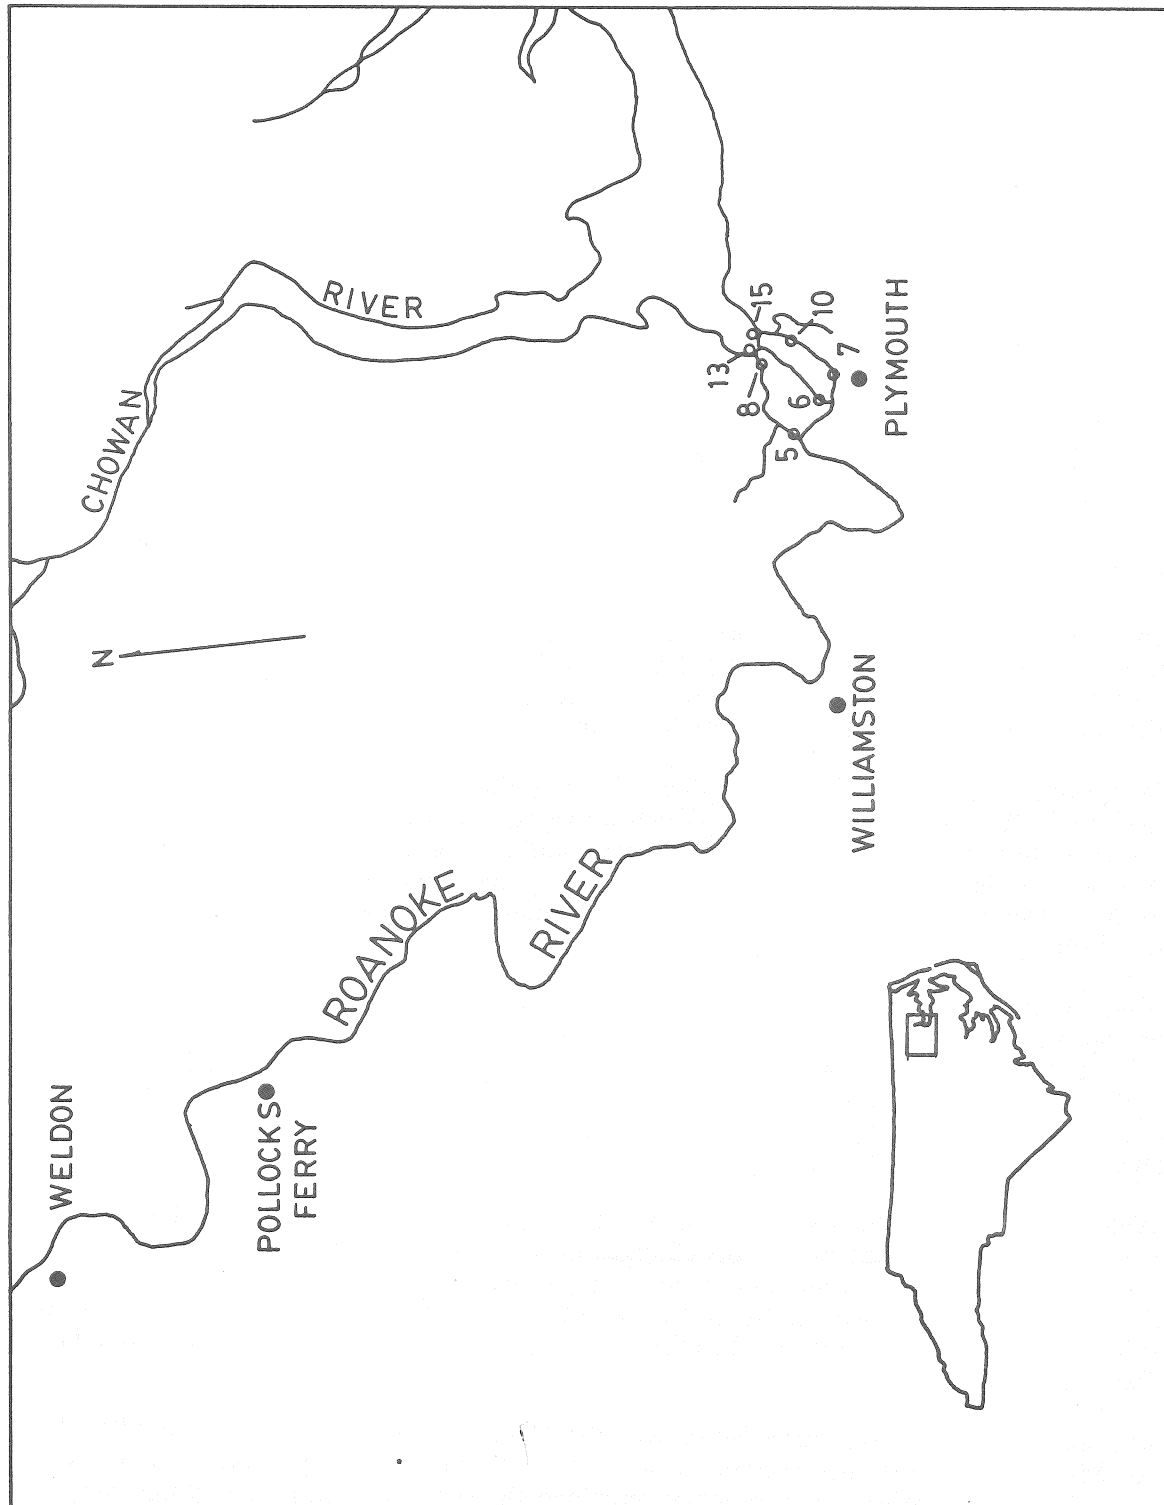 CHOWAN
RIVER
N
WELDON
POLLOCKS
FERRY
ROANOKE
RIVER
WILLIAMSTON
PLYMOUTH
13
15
8
10
6
7
5